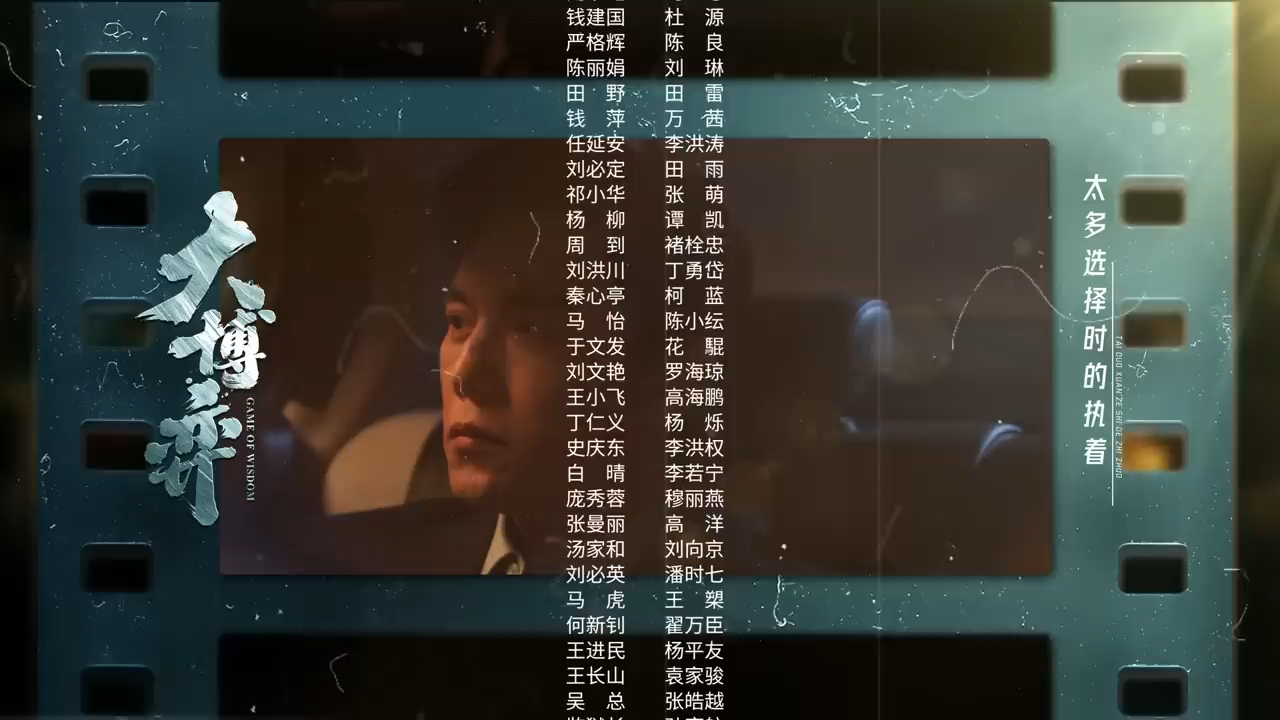 大博弈
GAME OF WISDOM
钱建国 杜源
严格辉 陈良
陈丽娟 刘琳
田野 田雷
钱萍 万茜
任延安 李洪涛
刘必定 田雨
祁小华 张萌
杨柳 谭凯
周到 褚栓忠
刘洪川 丁勇岱
秦心亭 柯蓝
马怡 陈小纭
于文发 花騉
刘文艳 罗海琼
王小飞 高海鹏
丁仁义 杨烁
史庆东 李洪权
白晴 李若宁
庞秀蓉 穆丽燕
张曼丽 高洋
汤家和 刘向京
刘必英 潘时七
马虎 王槊
何新钊 翟万臣
王进民 杨平友
王长山 袁家骏
吴总 张皓越
太多选择时的执着
TAI DUO XUAN ZE SHI DE ZHI ZHUO